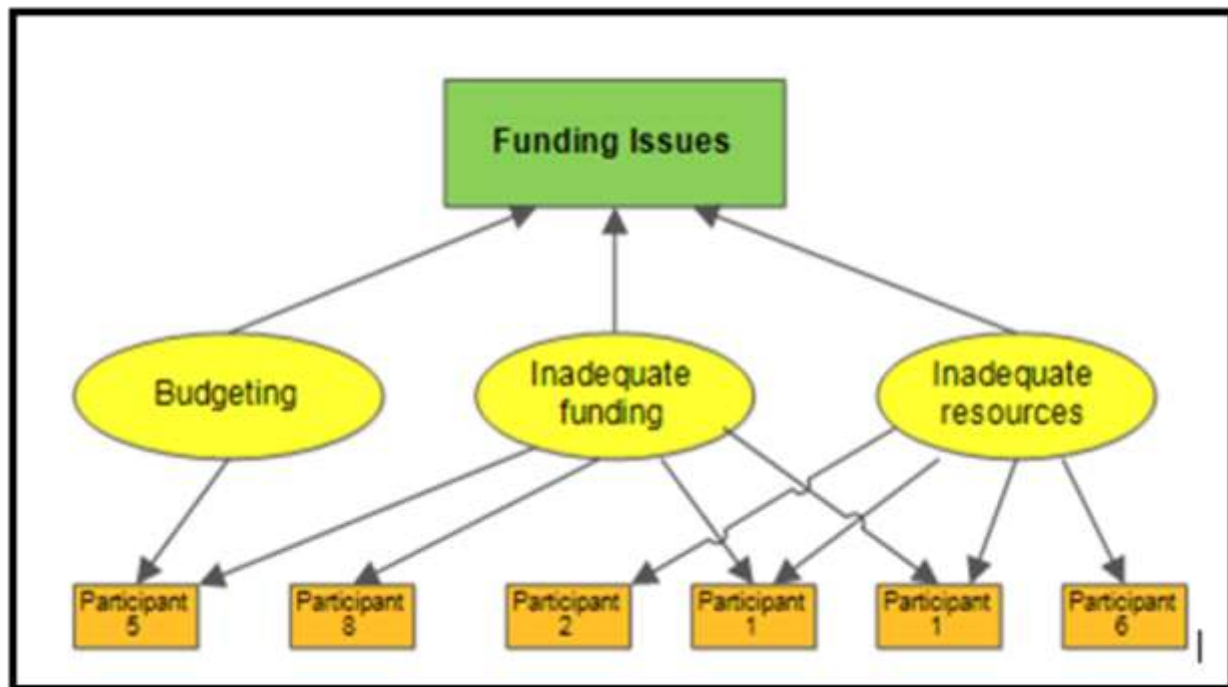 Funding Issues
Budgeting
Inadequate
funding
Inadequate
resources
Participant
5
Participant
8
Participant
2
Participant
1
Participant
1
Participant
6